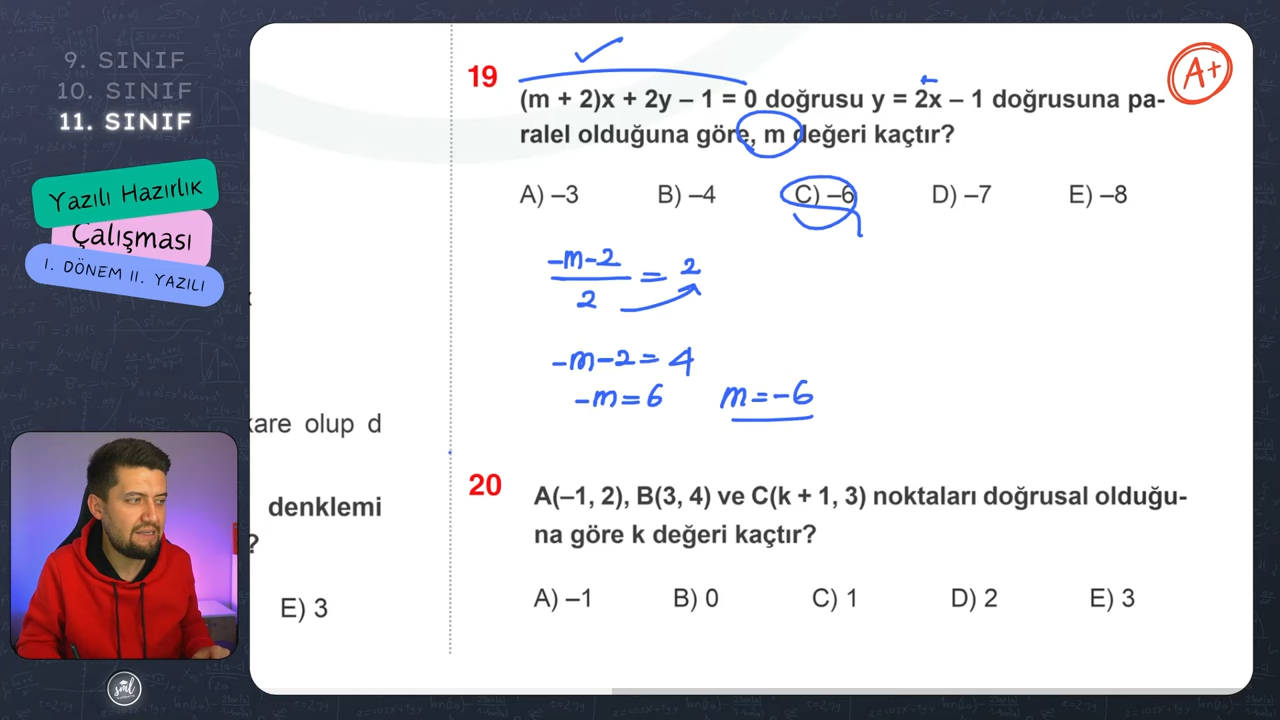 9. SINIF
10. SINIF
11. SINIF
Yazılı Hazırlık
Çalışması
I. DÖNEM II. YAZILI
kare olup d
denklemi
?
E) 3
sml
A+
19
(m + 2)x + 2y – 1 = 0 doğrusu y = 2x – 1 doğrusuna pa-
ralel olduğuna göre, m değeri kaçtır?
A) –3 B) –4 C) –6 D) –7 E) –8
-m-2
2
= 2
-m-2 = 4
-m = 6 m = -6
20
A(–1, 2), B(3, 4) ve C(k + 1, 3) noktaları doğrusal olduğu-
na göre k değeri kaçtır?
A) –1 B) 0 C) 1 D) 2 E) 3